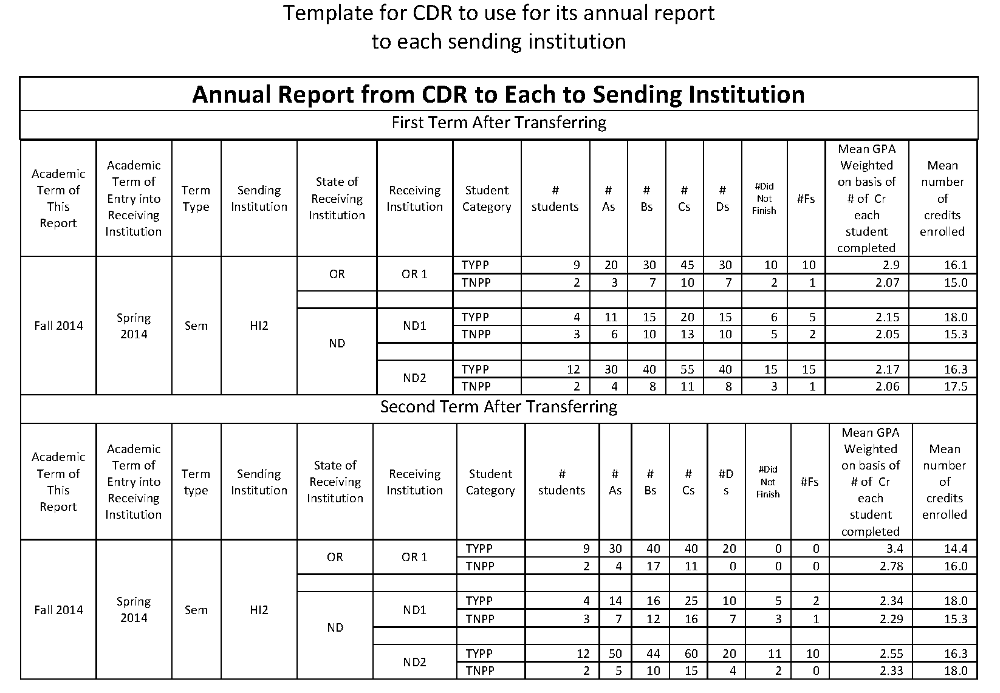 Template for CDR to use for its annual report
to each sending institution
Annual Report from CDR to Each to Sending Institution
First Term After Transferring
Academic
Term of
This
Report
Academic
Term of
Entry into
Receiving
Institution
Term
Type
Sending
Institution
State of
Receiving
Institution
Receiving
Institution
Student
Category
#
students
#
As
#
Bs
#
Cs
#
Ds
#Did
Not
Finish
#Fs
Mean GPA
Weighted
on basis of
# of Cr
each
student
completed
Mean
number
of
credits
enrolled
Fall 2014
Spring
2014
Sem
HI2
OR
OR 1
TYPP 9 20 30 45 30 10 10 2.9 16.1
TNPP 2 3 7 10 7 2 1 2.07 15.0
ND
ND1
TYPP 4 11 15 20 15 6 5 2.15 18.0
TNPP 3 6 10 13 10 5 2 2.05 15.3
ND2
TYPP 12 30 40 55 40 15 15 2.17 16.3
TNPP 2 4 8 11 8 3 1 2.06 17.5
Second Term After Transferring
Academic
Term of
This
Report
Academic
Term of
Entry into
Receiving
Institution
Term
type
Sending
Institution
State of
Receiving
Institution
Receiving
Institution
Student
Category
#
students
#
As
#
Bs
#
Cs
#D
s
#Did
Not
Finish
#Fs
Mean GPA
Weighted
on basis of
# of Cr
each
student
completed
Mean
number
of
credits
enrolled
Fall 2014
Spring
2014
Sem
HI2
OR
OR 1
TYPP 9 30 40 40 20 0 0 3.4 14.4
TNPP 2 4 17 11 0 0 0 2.78 16.0
ND
ND1
TYPP 4 14 16 25 10 5 2 2.34 18.0
TNPP 3 7 12 16 7 3 1 2.29 15.3
ND2
TYPP 12 50 44 60 20 11 10 2.55 16.3
TNPP 2 5 10 15 4 2 0 2.33 18.0